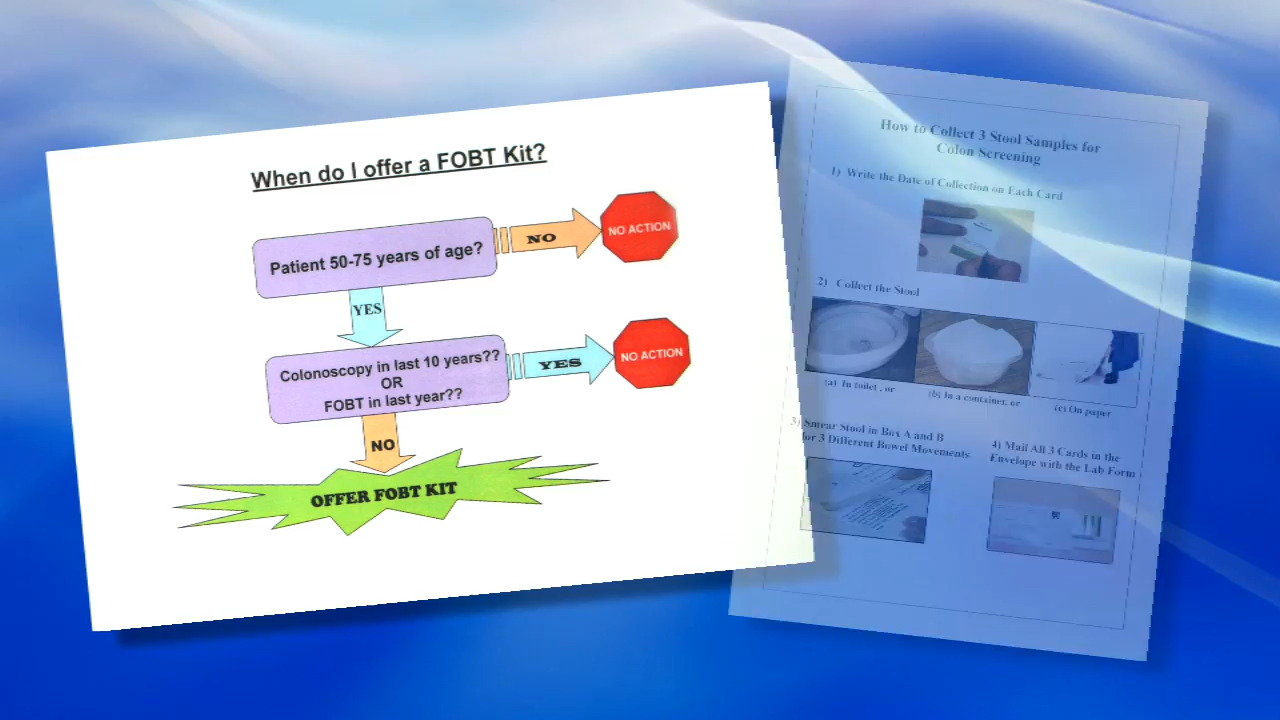 When do I offer a FOBT Kit?
Patient 50-75 years of age?
NO
NO ACTION
YES
Colonoscopy in last 10 years??
OR
FOBT in last year??
YES
NO ACTION
NO
OFFER FOBT KIT
How to Collect 3 Stool Samples for
Colon Screening
1) Write the Date of Collection on Each Card
2) Collect the Stool
(a) In toilet , or
(b) In a container, or
(c) On paper
3) Smear Stool in Box A and B
for 3 Different Bowel Movements
4) Mail All 3 Cards in the
Envelope with the Lab Form